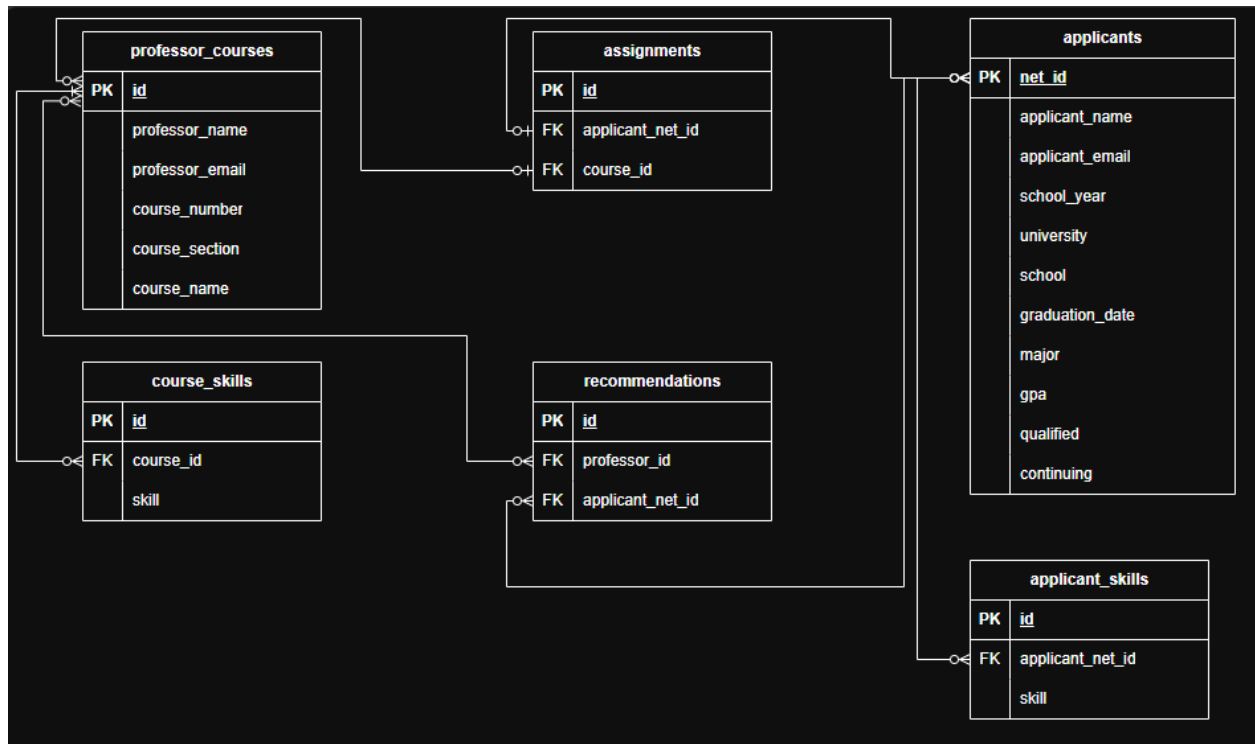 professor_courses
PK id
professor_name
professor_email
course_number
course_section
course_name
assignments
PK id
FK applicant_net_id
FK course_id
applicants
PK net_id
applicant_name
applicant_email
school_year
university
school
graduation_date
major
gpa
qualified
continuing
course_skills
PK id
FK course_id
skill
recommendations
PK id
FK professor_id
FK applicant_net_id
applicant_skills
PK id
FK applicant_net_id
skill